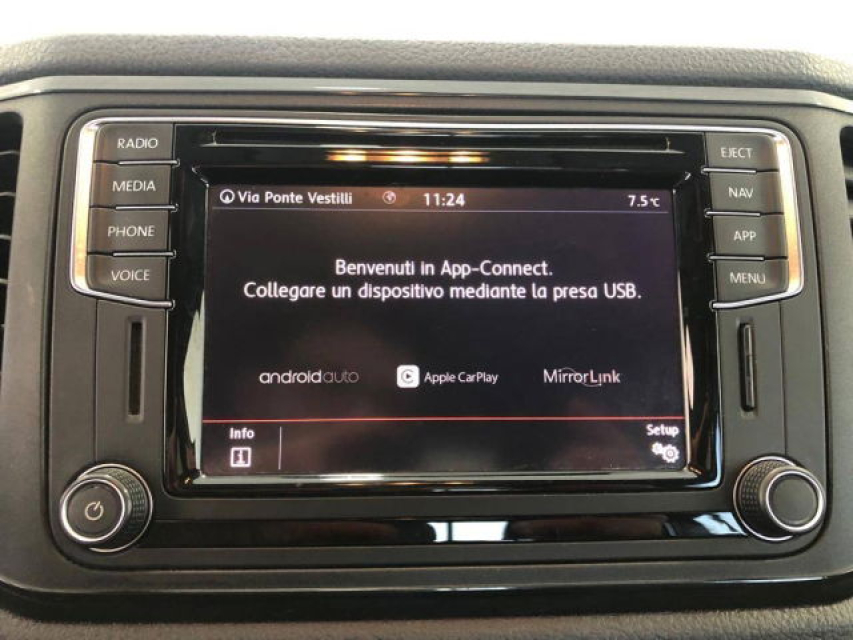 RADIO
MEDIA
PHONE
VOICE
EJECT
NAV
APP
MENU
Via Ponte Vestilli 11:24 7.5°C
Benvenuti in App-Connect.
Collegare un dispositivo mediante la presa USB.
androidauto Apple CarPlay MirrorLink
Info Setup
i